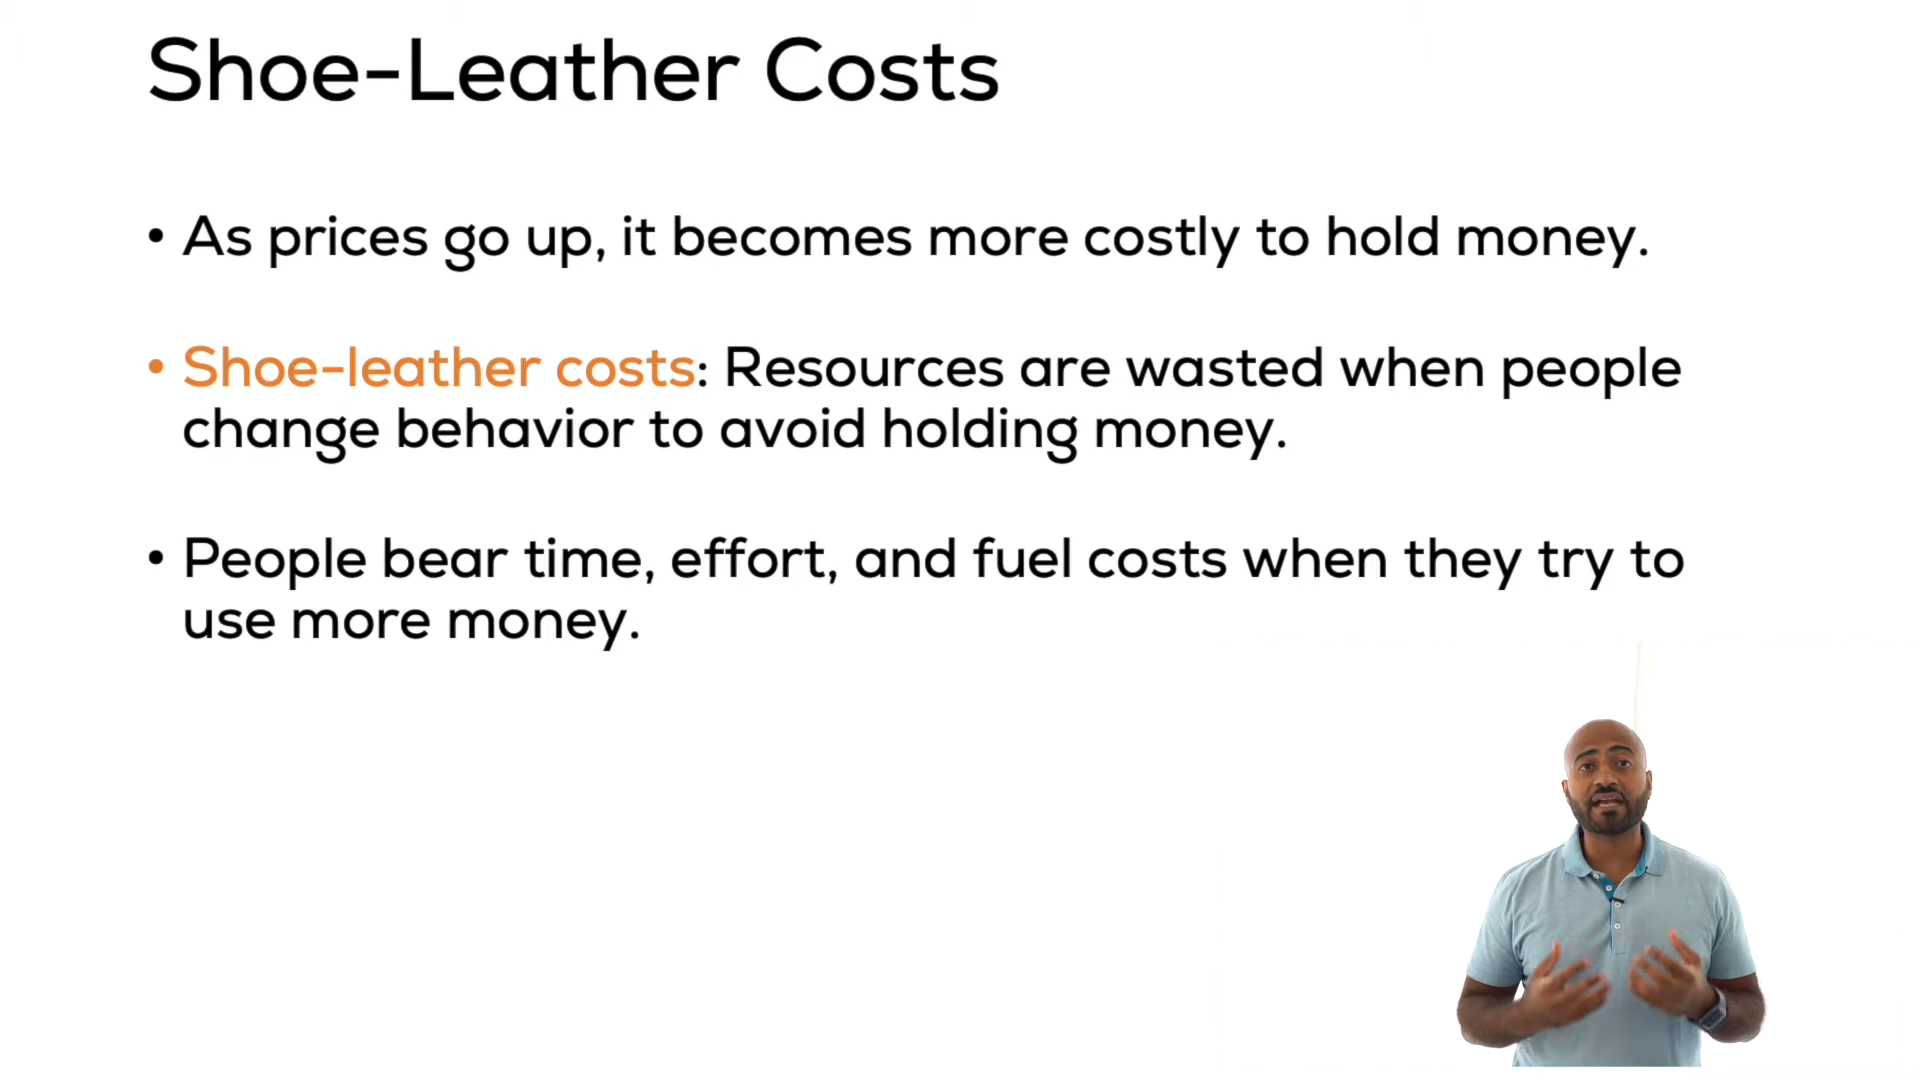 Shoe-Leather Costs
• As prices go up, it becomes more costly to hold money.
• Shoe-leather costs: Resources are wasted when people
change behavior to avoid holding money.
• People bear time, effort, and fuel costs when they try to
use more money.